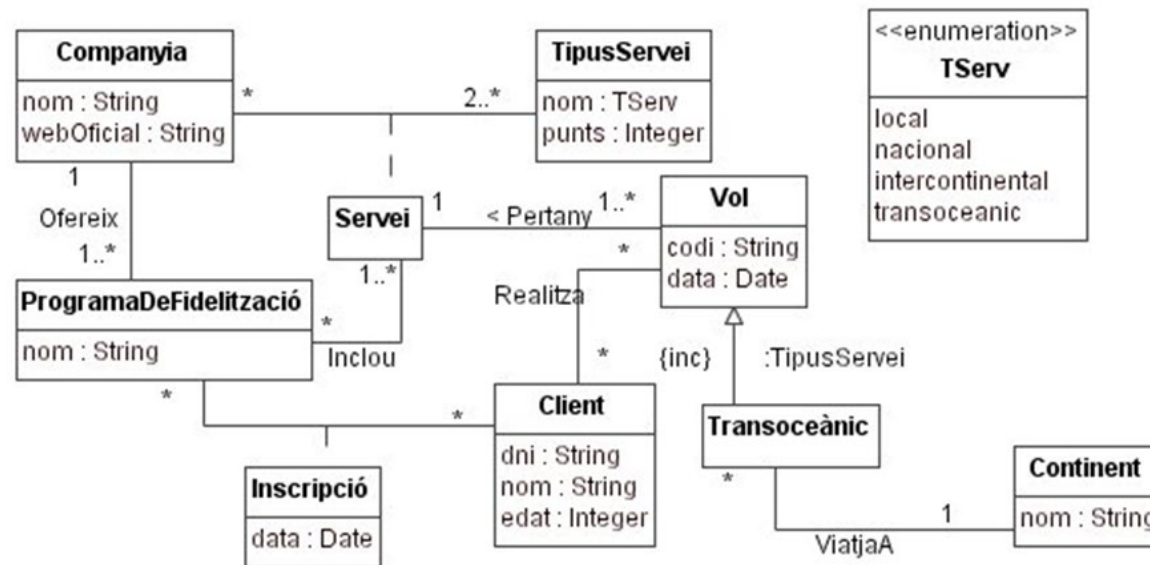 Companyia
nom : String
webOficial : String
*
2..*
TipusServei
nom : TServ
punts : Integer
<<enumeration>>
TServ
local
nacional
intercontinental
transoceanic
1
Ofereix
1..*
Servei
1
< Pertany
1..*
Vol
codi : String
data : Date
1..*
*
Realitza
*
ProgramaDeFidelització
nom : String
*
Inclou
{inc}
:TipusServei
*
*
Client
dni : String
nom : String
edat : Integer
Transoceànic
*
Inscripció
data : Date
1
ViatjaA
Continent
nom : String